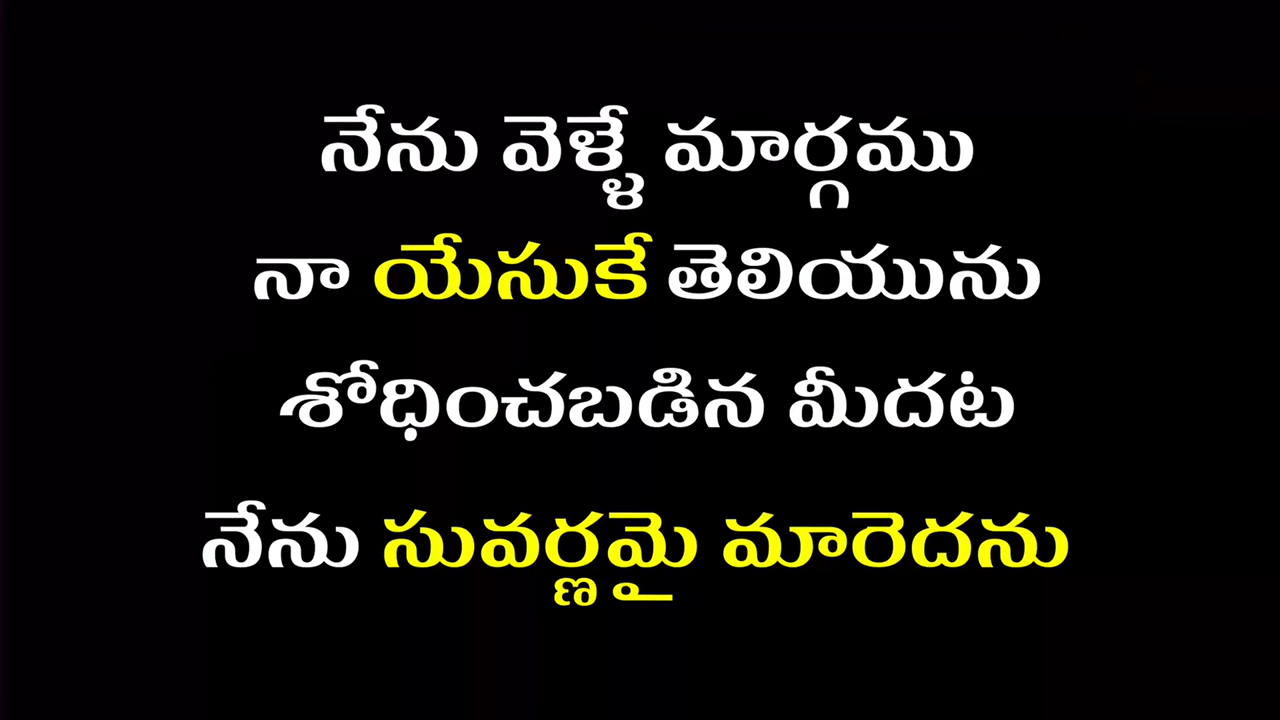 నేను వెళ్ళే మార్గము
నా యేసుకే తెలియును
శోధించబడిన మీదట
నేను సువర్ణమై మారెదను